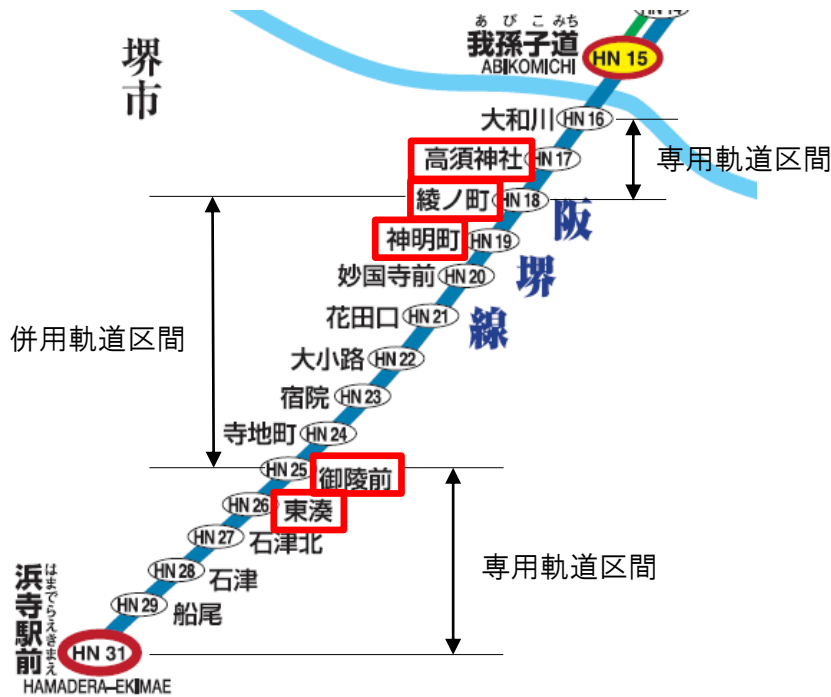 HN 14
あびこみち
我孫子道
ABIKOMICHI
HN 15
堺市
大和川 HN 16
高須神社 HN 17
専用軌道区間
綾ノ町 HN 18
神明町 HN 19
阪堺線
妙国寺前 HN 20
花田口 HN 21
併用軌道区間
大小路 HN 22
宿院 HN 23
寺地町 HN 24
HN 25 御陵前
HN 26 東湊
HN 27 石津北
専用軌道区間
HN 28 石津
HN 29 船尾
浜寺駅前
はまでらえきまえ
HN 31
HAMADERA-EKIMAE